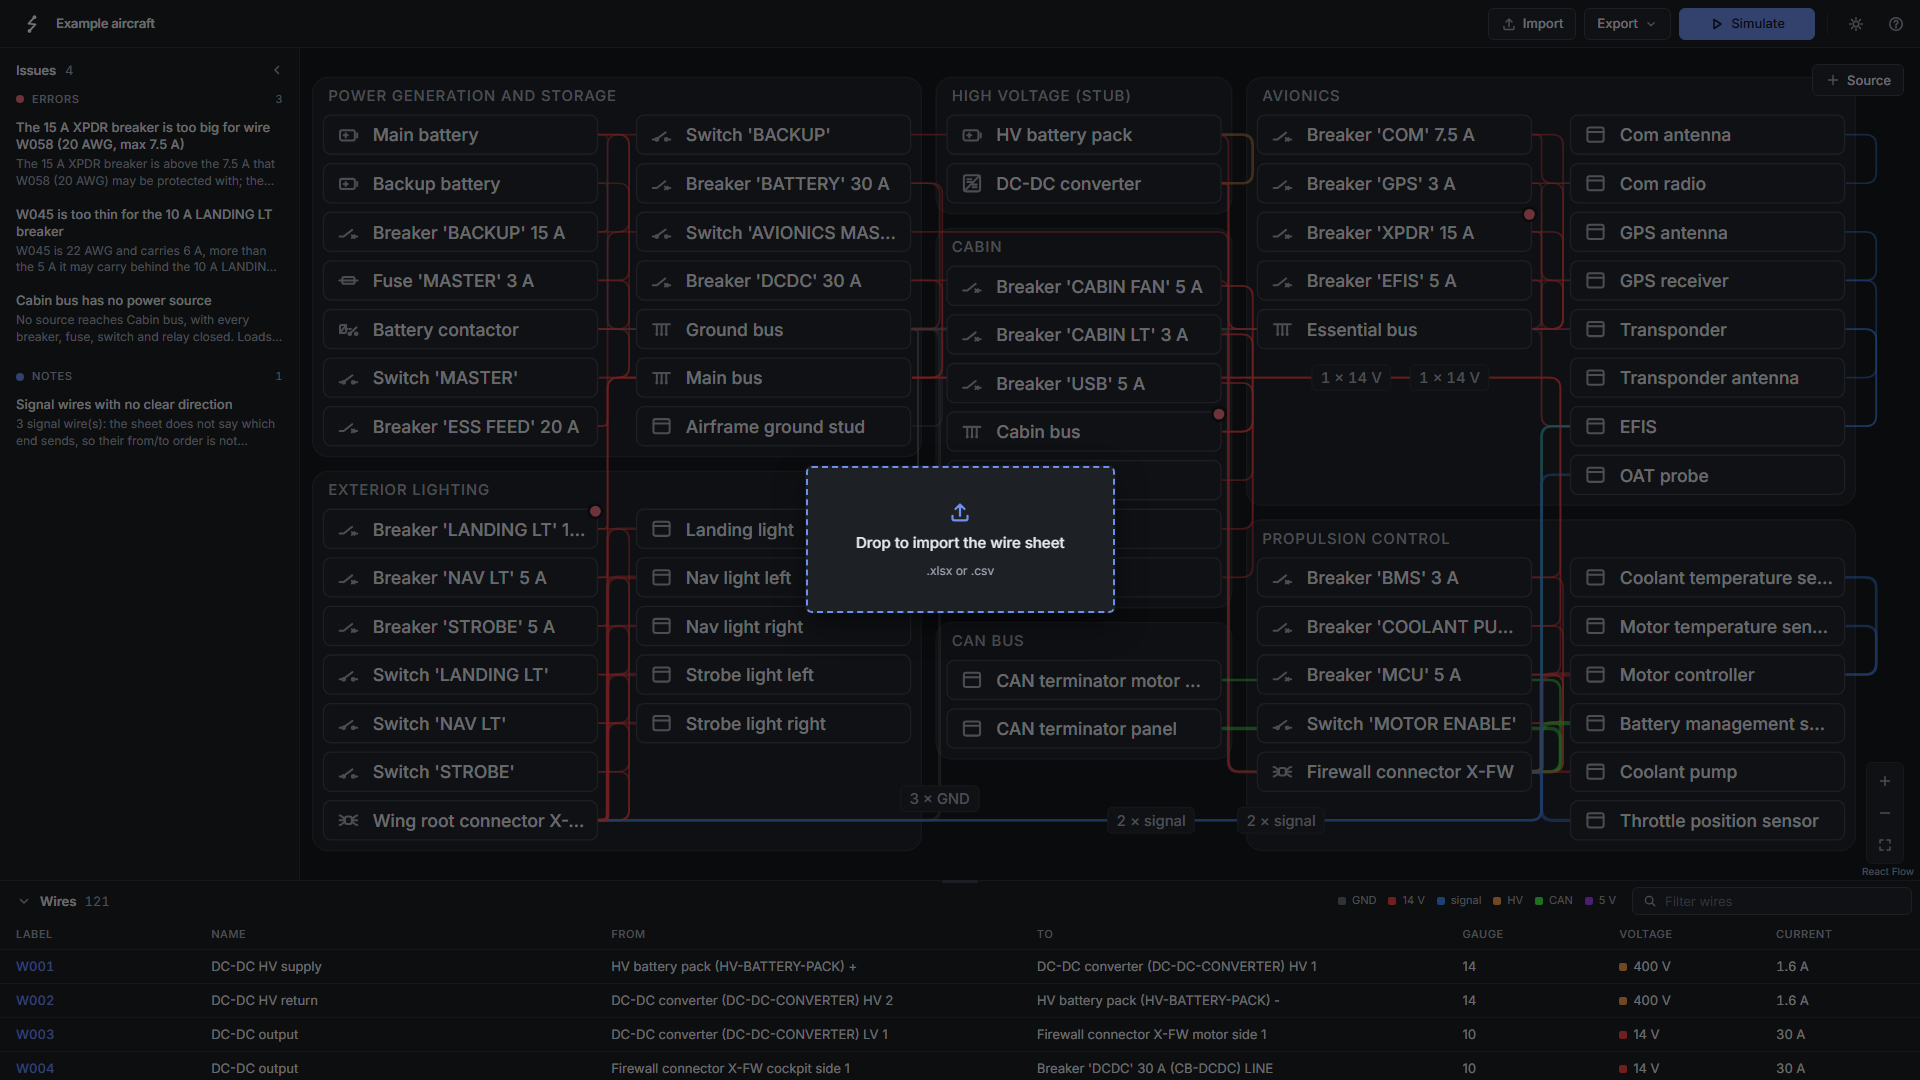 Example aircraft
Import
Export
Simulate
Issues 4
ERRORS 3
The 15 A XPDR breaker is too big for wire
W058 (20 AWG, max 7.5 A)
The 15 A XPDR breaker is above the 7.5 A that
W058 (20 AWG) may be protected with; the...
W045 is too thin for the 10 A LANDING LT
breaker
W045 is 22 AWG and carries 6 A, more than
the 5 A it may carry behind the 10 A LANDIN...
Cabin bus has no power source
No source reaches Cabin bus, with every
breaker, fuse, switch and relay closed. Loads...
NOTES 1
Signal wires with no clear direction
3 signal wire(s): the sheet does not say which
end sends, so their from/to order is not...
Source
POWER GENERATION AND STORAGE
Main battery
Backup battery
Breaker 'BACKUP' 15 A
Fuse 'MASTER' 3 A
Battery contactor
Switch 'MASTER'
Breaker 'ESS FEED' 20 A
Switch 'BACKUP'
Breaker 'BATTERY' 30 A
Switch 'AVIONICS MAS...
Breaker 'DCDC' 30 A
Ground bus
Main bus
Airframe ground stud
EXTERIOR LIGHTING
Breaker 'LANDING LT' 1...
Breaker 'NAV LT' 5 A
Breaker 'STROBE' 5 A
Switch 'LANDING LT'
Switch 'NAV LT'
Switch 'STROBE'
Wing root connector X-...
Landing light
Nav light left
Nav light right
Strobe light left
Strobe light right
HIGH VOLTAGE (STUB)
HV battery pack
DC-DC converter
CABIN
Breaker 'CABIN FAN' 5 A
Breaker 'CABIN LT' 3 A
Breaker 'USB' 5 A
Cabin bus
Drop to import the wire sheet
.xlsx or .csv
CAN BUS
CAN terminator motor ...
CAN terminator panel
AVIONICS
Breaker 'COM' 7.5 A
Breaker 'GPS' 3 A
Breaker 'XPDR' 15 A
Breaker 'EFIS' 5 A
Essential bus
1 × 14 V
1 × 14 V
Com antenna
Com radio
GPS antenna
GPS receiver
Transponder
Transponder antenna
EFIS
OAT probe
PROPULSION CONTROL
Breaker 'BMS' 3 A
Breaker 'COOLANT PU...
Breaker 'MCU' 5 A
Switch 'MOTOR ENABLE'
Firewall connector X-FW
Coolant temperature se...
Motor temperature sen...
Motor controller
Battery management s...
Coolant pump
Throttle position sensor
3 × GND
2 × signal
2 × signal
React Flow
Wires 121
GND 14 V signal HV CAN 5 V
Filter wires
LABEL NAME FROM TO GAUGE VOLTAGE CURRENT
W001 DC-DC HV supply HV battery pack (HV-BATTERY-PACK) + DC-DC converter (DC-DC-CONVERTER) HV 1 14 400 V 1.6 A
W002 DC-DC HV return DC-DC converter (DC-DC-CONVERTER) HV 2 HV battery pack (HV-BATTERY-PACK) - 14 400 V 1.6 A
W003 DC-DC output DC-DC converter (DC-DC-CONVERTER) LV 1 Firewall connector X-FW motor side 1 10 14 V 30 A
W004 DC-DC output Firewall connector X-FW cockpit side 1 Breaker 'DCDC' 30 A (CB-DCDC) LINE 10 14 V 30 A